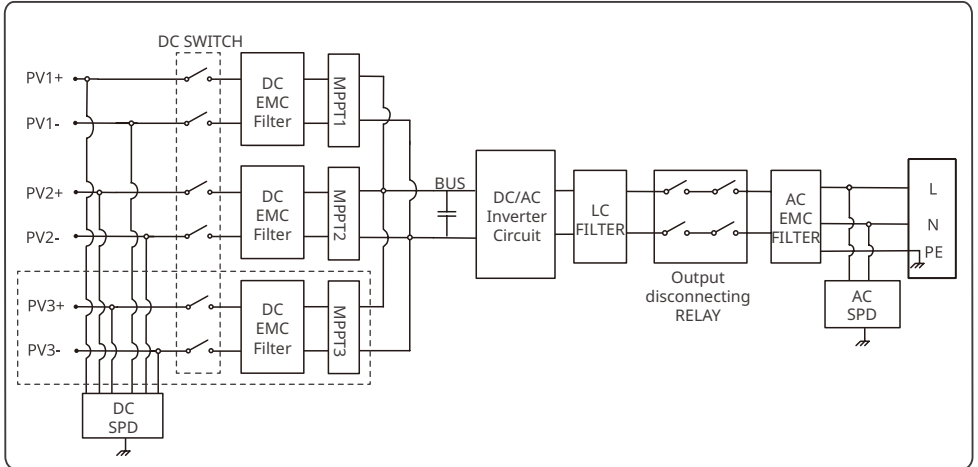 DC SWITCH
PV1+
PV1-
DC
EMC
Filter
MPPT1
PV2+
PV2-
DC
EMC
Filter
MPPT2
PV3+
PV3-
DC
EMC
Filter
MPPT3
DC
SPD
BUS
DC/AC
Inverter
Circuit
LC
FILTER
Output
disconnecting
RELAY
AC
EMC
FILTER
L
N
PE
AC
SPD